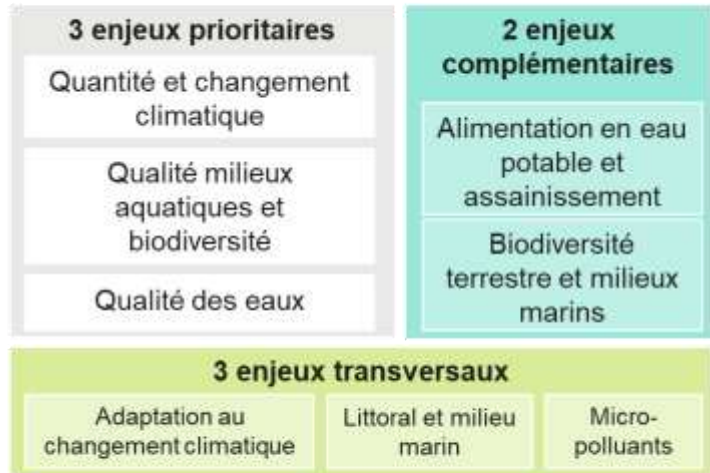 3 enjeux prioritaires
Quantité et changement
climatique
Qualité milieux
aquatiques et
biodiversité
Qualité des eaux
2 enjeux
complémentaires
Alimentation en eau
potable et
assainissement
Biodiversité
terrestre et milieux
marins
3 enjeux transversaux
Adaptation au
changement climatique
Littoral et milieu
marin
Micro-
polluants